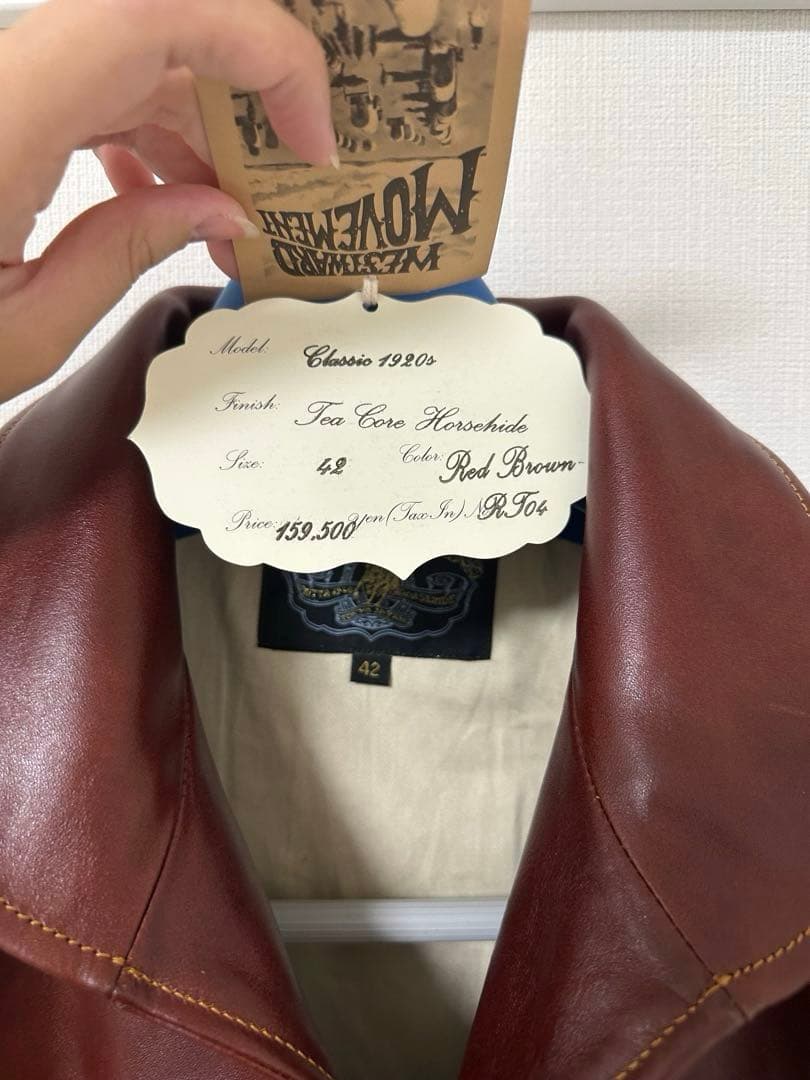 WESTWARD
MOVEMENT
Model: Classic 1920s
Finish: Tea Core Horsehide
Size: 42 Color: Red Brown
Price: 159.500 yen (Tax In) RJ04
42